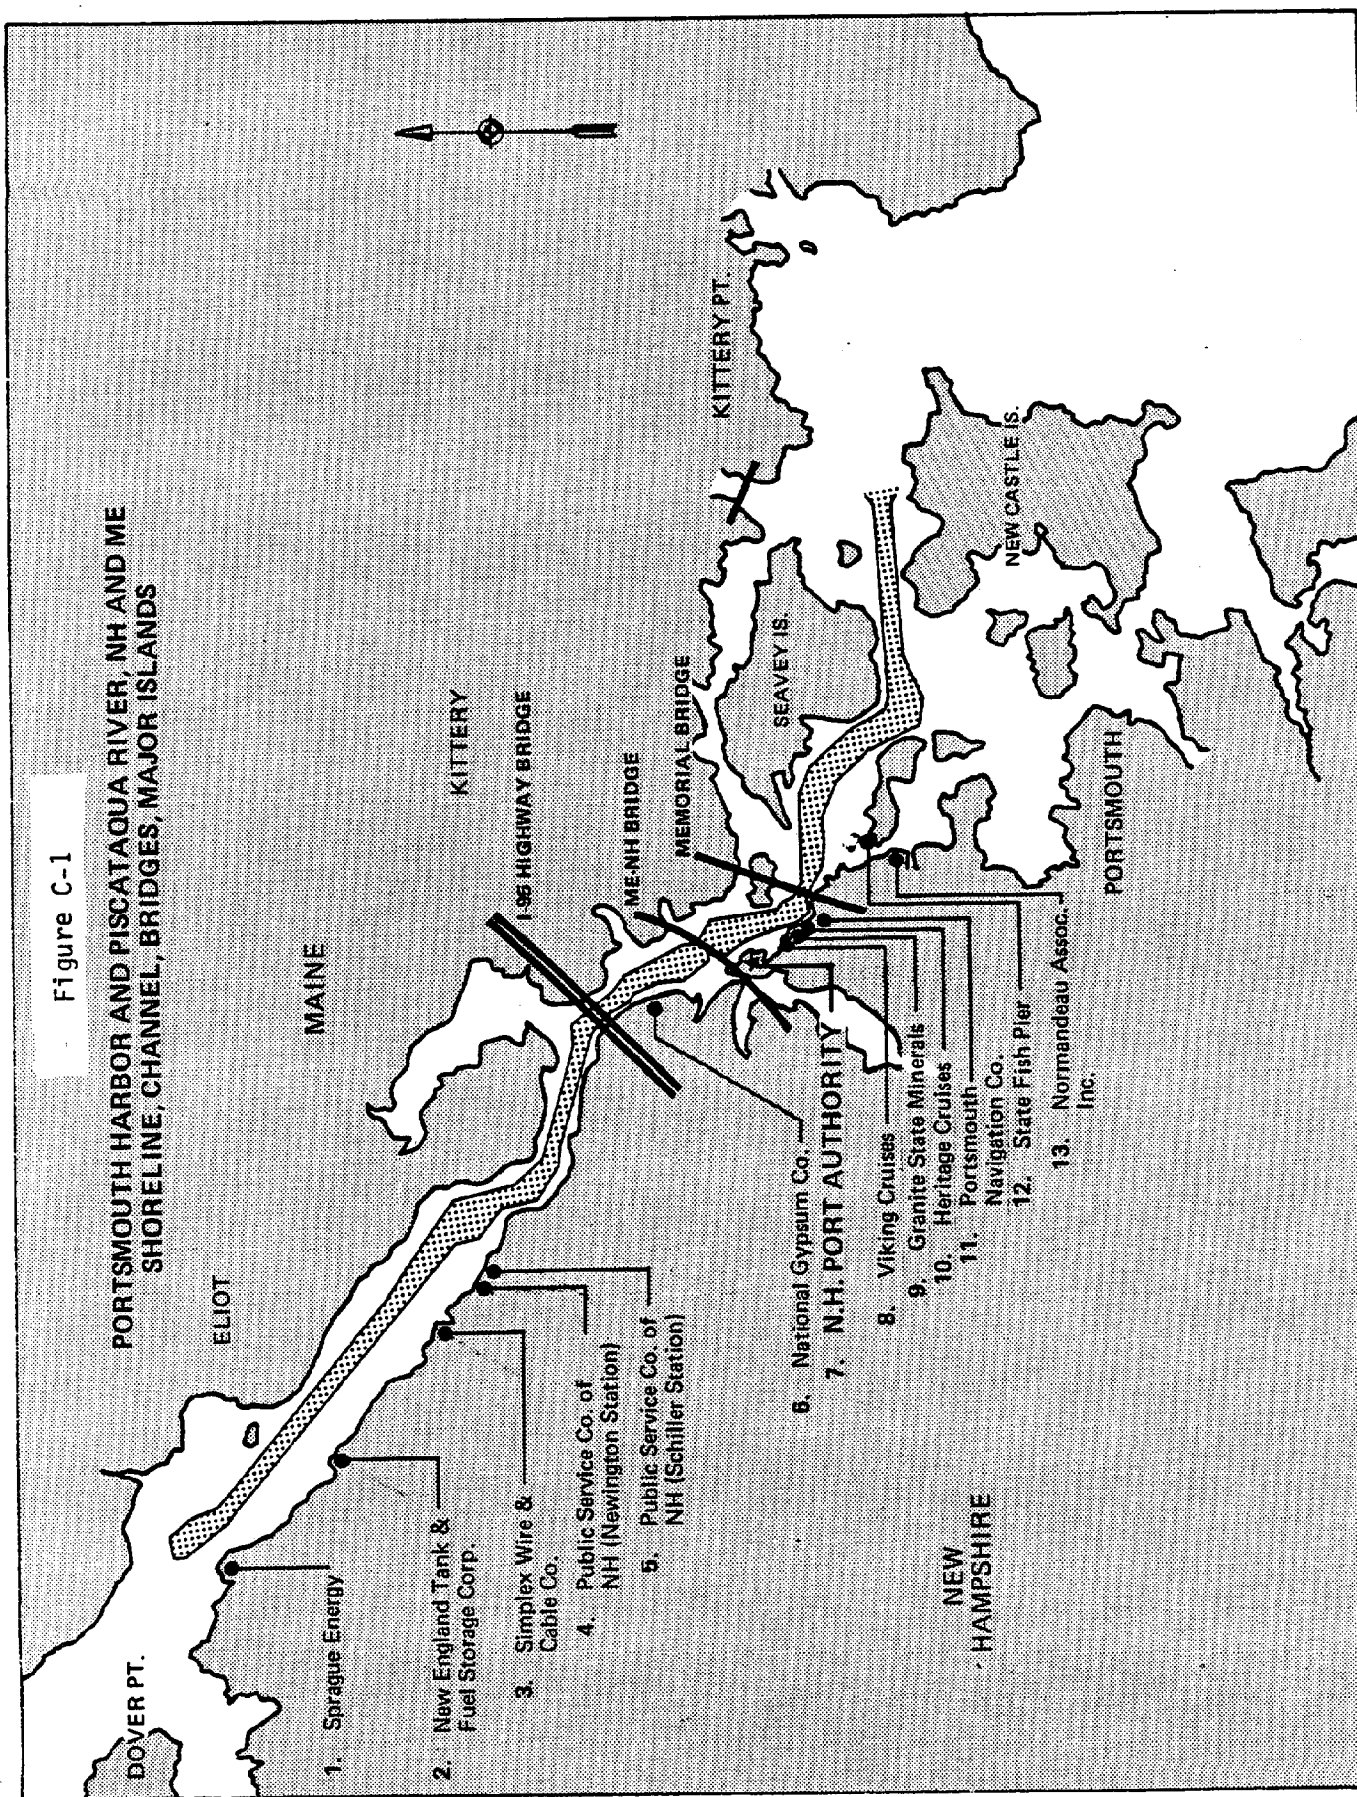 Figure C-1
PORTSMOUTH HARBOR AND PISCATAQUA RIVER, NH AND ME
SHORELINE, CHANNEL, BRIDGES, MAJOR ISLANDS
DOVER PT.
ELIOT
MAINE
KITTERY
I-95 HIGHWAY BRIDGE
ME-NH BRIDGE
MEMORIAL BRIDGE
SEAVEY IS.
KITTERY PT.
NEW CASTLE IS.
PORTSMOUTH
NEW
HAMPSHIRE
1. Sprague Energy
2. New England Tank &
Fuel Storage Corp.
3. Simplex Wire &
Cable Co.
4. Public Service Co. of
NH (Newington Station)
5. Public Service Co. of
NH (Schiller Station)
6. National Gypsum Co.
7. N.H. PORT AUTHORITY
8. Viking Cruises
9. Granite State Minerals
10. Heritage Cruises
11. Portsmouth
Navigation Co.
12. State Fish Pier
13. Normandeau Assoc.
Inc.